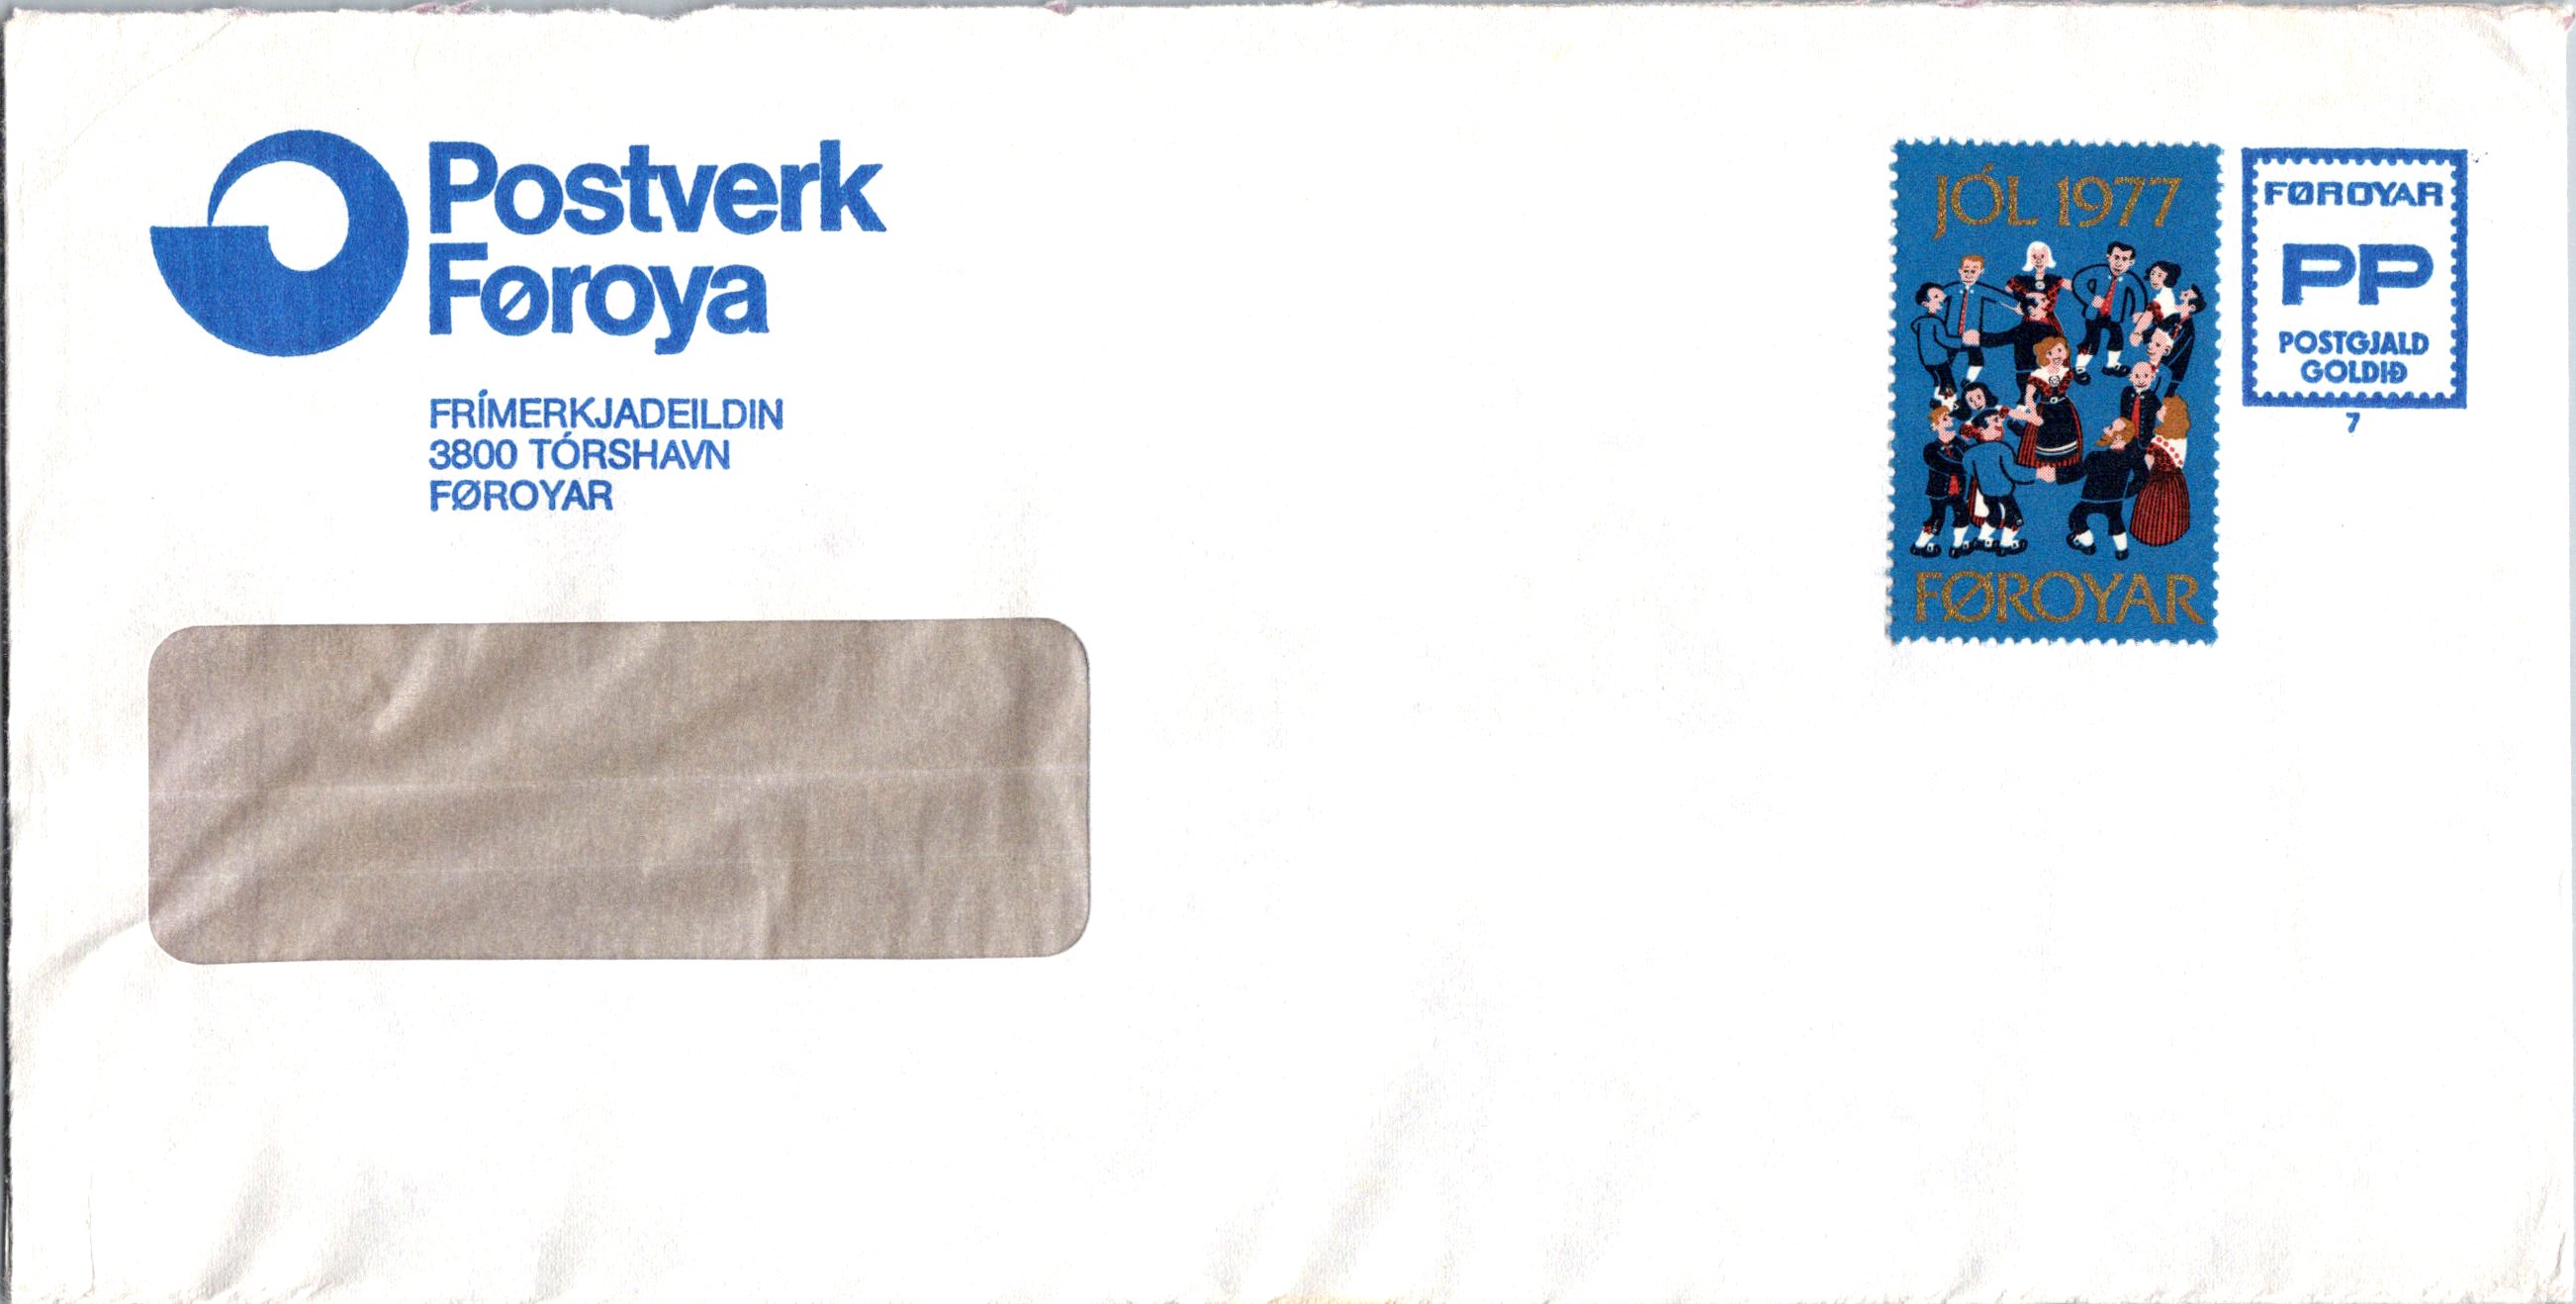 Postverk
Føroya
FRÍMERKJADEILDIN
3800 TÓRSHAVN
FØROYAR
JÓL 1977
FØROYAR
FØROYAR
PP
POSTGJALD
GOLDIÐ
7